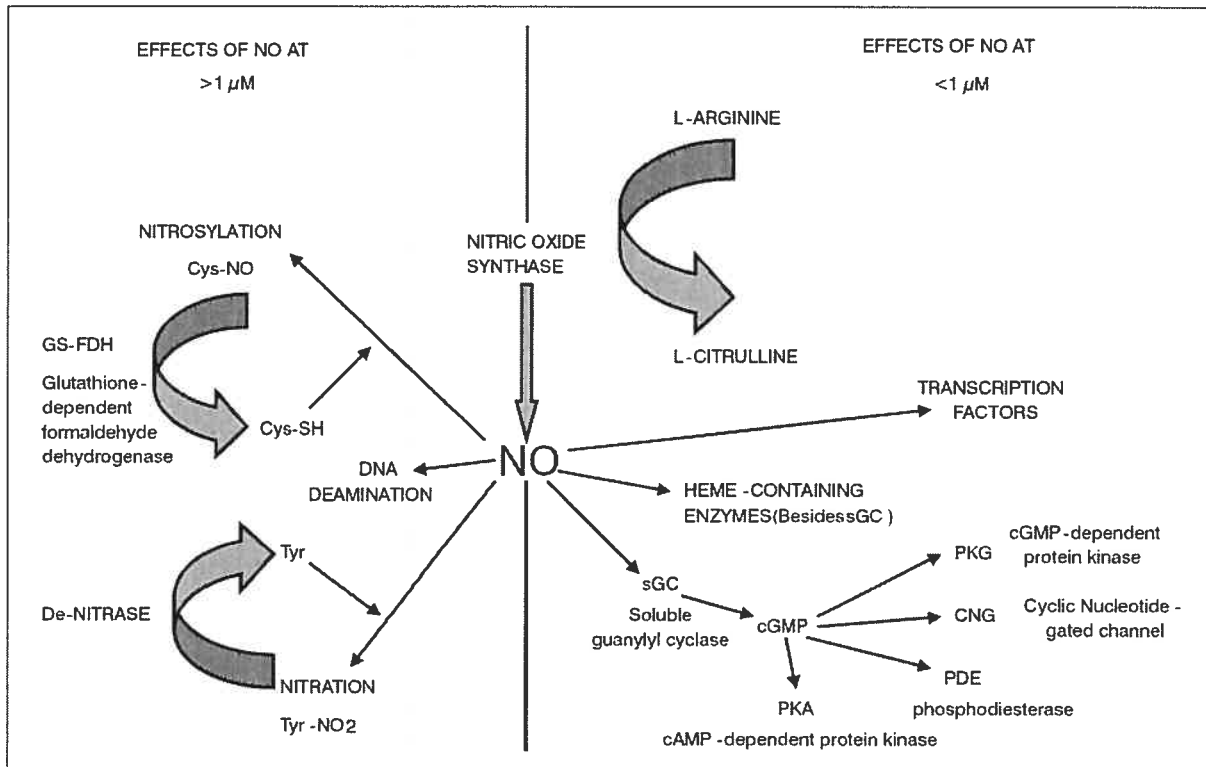 EFFECTS OF NO AT
>1 µM
EFFECTS OF NO AT
<1 µM
L-ARGININE
NITROSYLATION
Cys-NO
NITRIC OXIDE
SYNTHASE
GS-FDH
Glutathione-
dependent
formaldehyde
dehydrogenase
Cys-SH
L-CITRULLINE
TRANSCRIPTION
FACTORS
NO
DNA
DEAMINATION
HEME -CONTAINING
ENZYMES(BesidessGC )
Tyr
De-NITRASE
NITRATION
Tyr -NO2
sGC
Soluble
guanylyl cyclase
cGMP
PKG
cGMP -dependent
protein kinase
CNG
Cyclic Nucleotide -
gated channel
PDE
phosphodiesterase
PKA
cAMP -dependent protein kinase